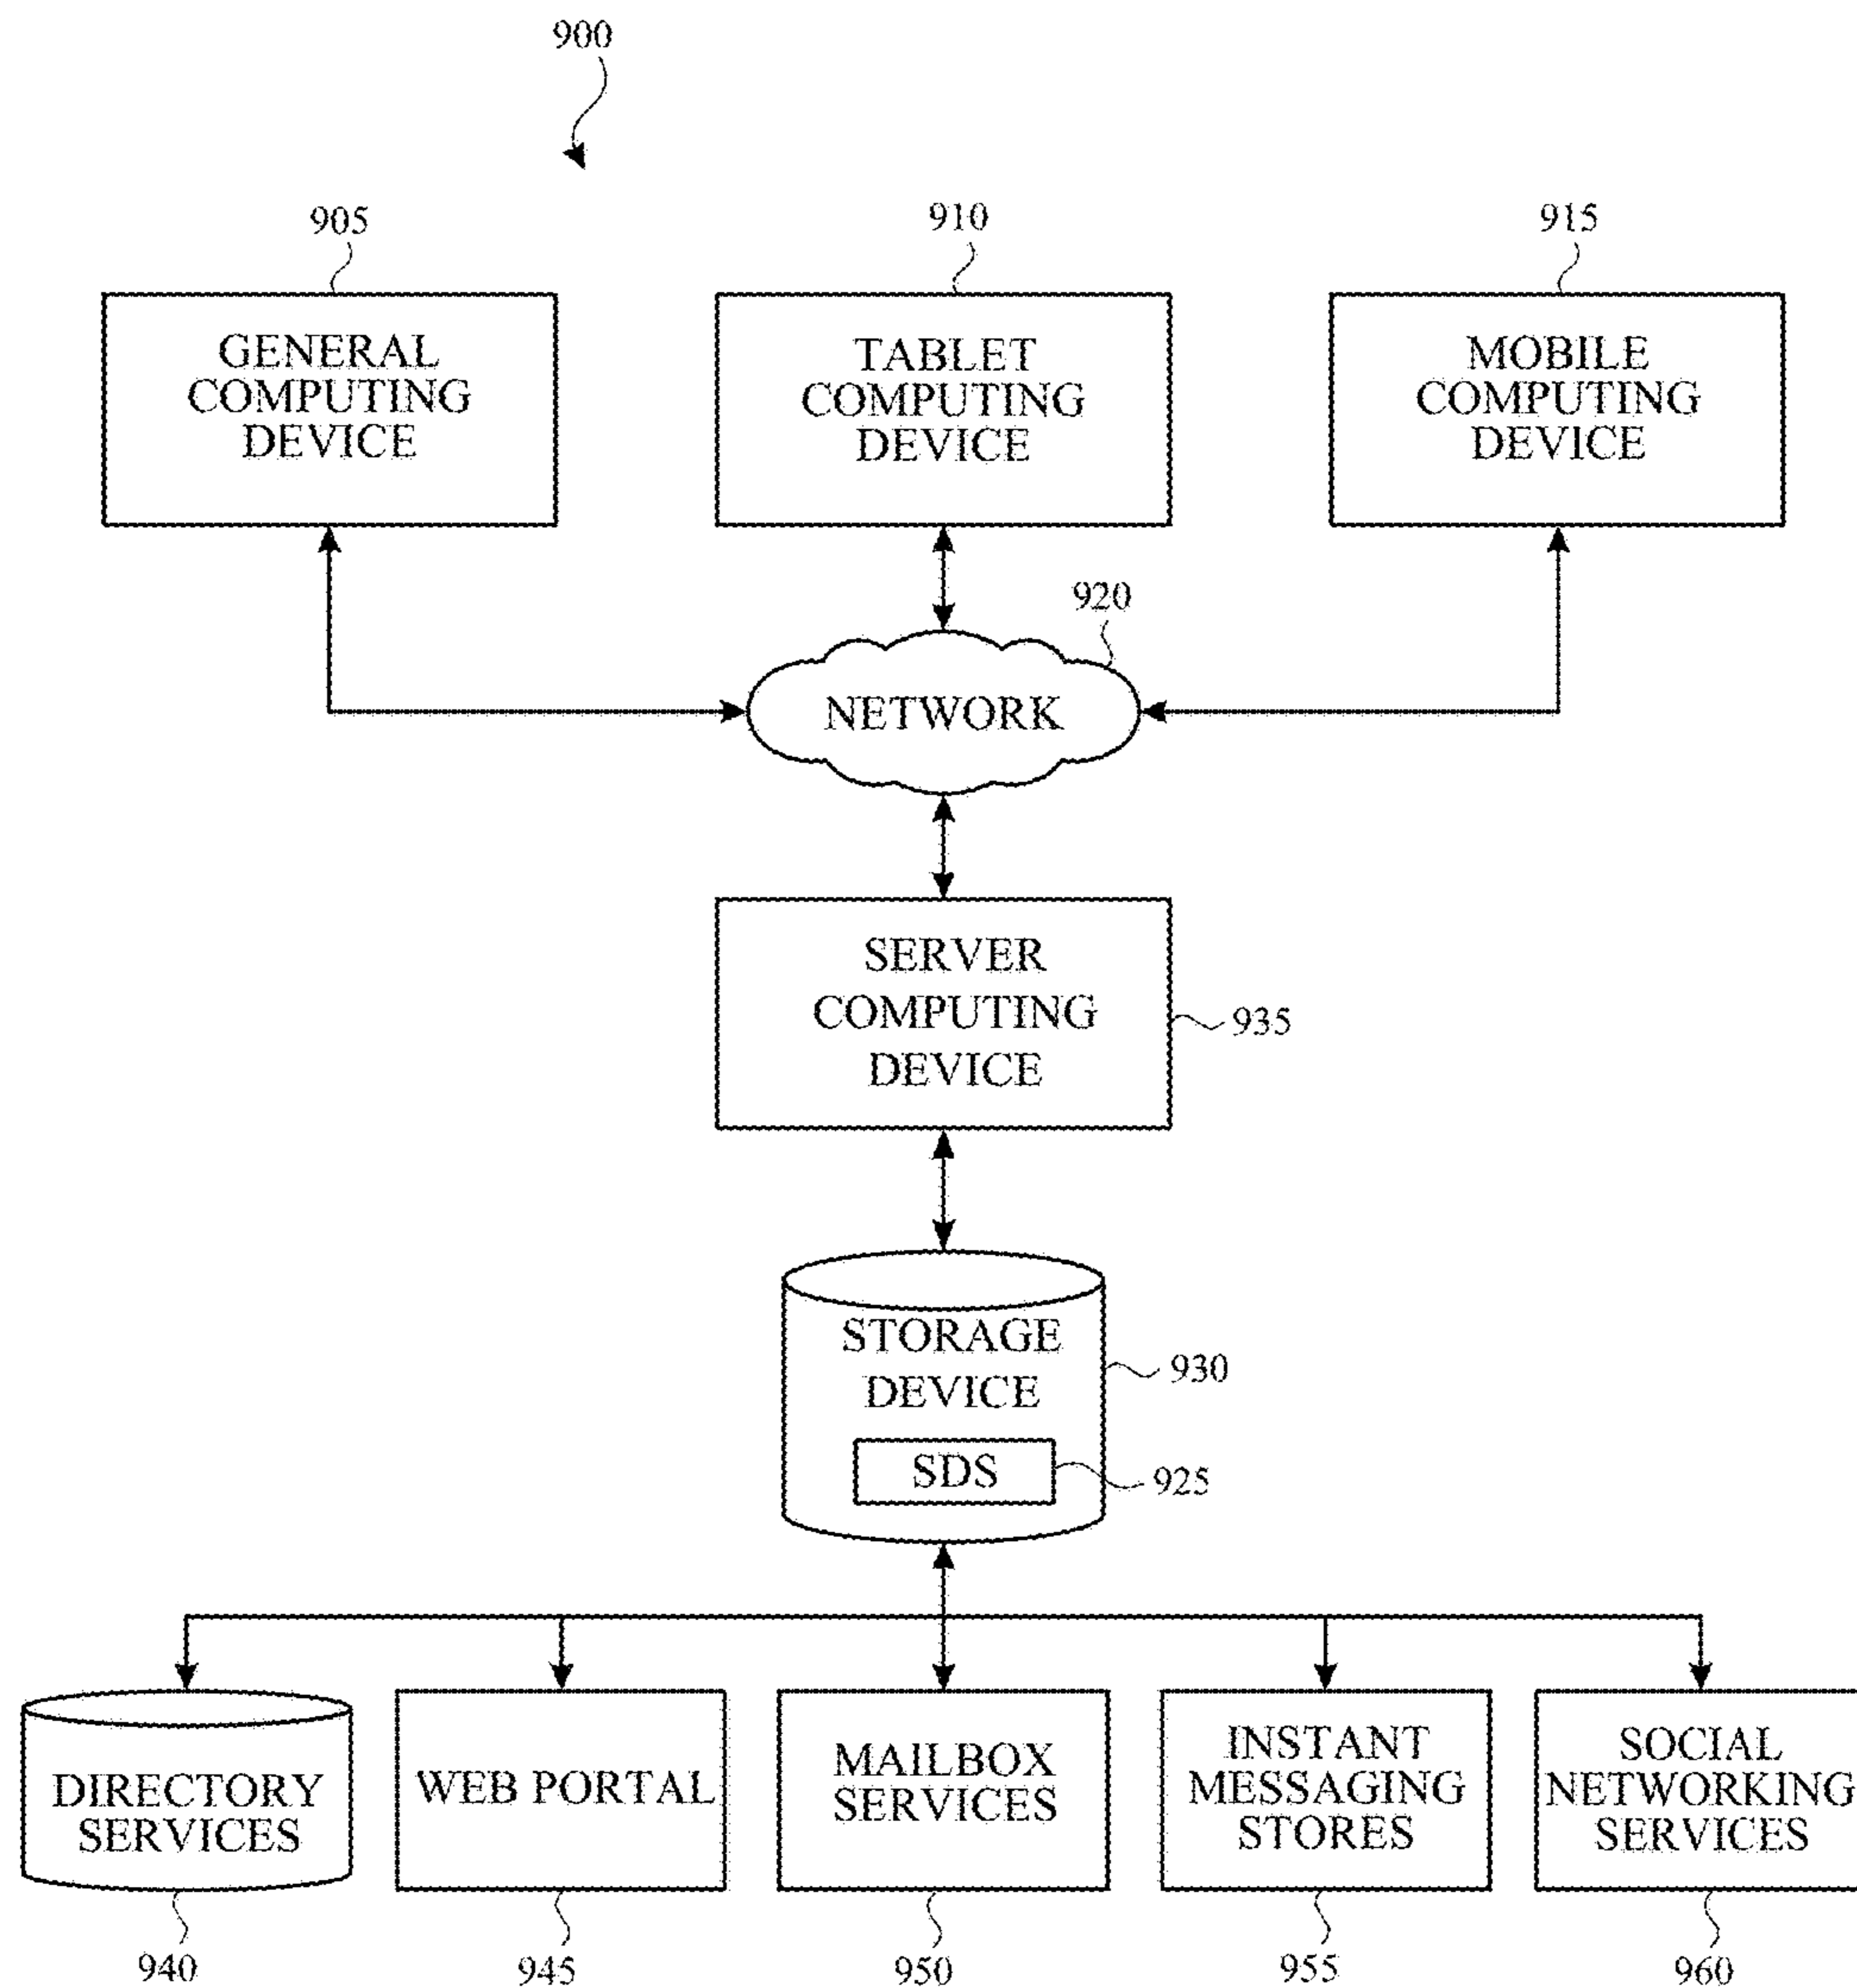 900
905
910
915
GENERAL
COMPUTING
DEVICE
TABLET
COMPUTING
DEVICE
MOBILE
COMPUTING
DEVICE
920
NETWORK
SERVER
COMPUTING
DEVICE
935
STORAGE
DEVICE
930
SDS
925
DIRECTORY
SERVICES
WEB PORTAL
MAILBOX
SERVICES
INSTANT
MESSAGING
STORES
SOCIAL
NETWORKING
SERVICES
940
945
950
955
960